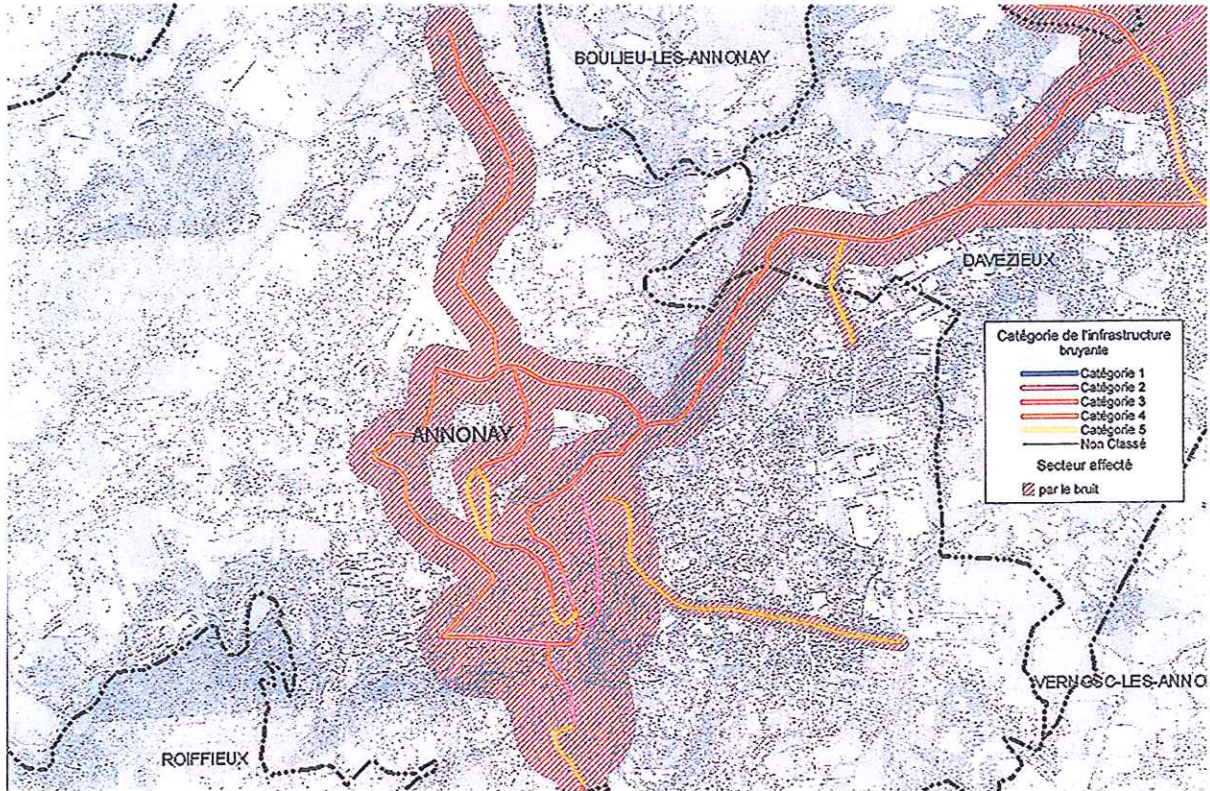 BOULIEU-LES-ANNONAY
DAVEZIEUX
Catégorie de l'infrastructure
bruyante
Catégorie 1
Catégorie 2
Catégorie 3
Catégorie 4
Catégorie 5
Non Classé
Secteur affecté
par le bruit
ANNONAY
VERNOSC-LES-ANNO
ROIFFIEUX